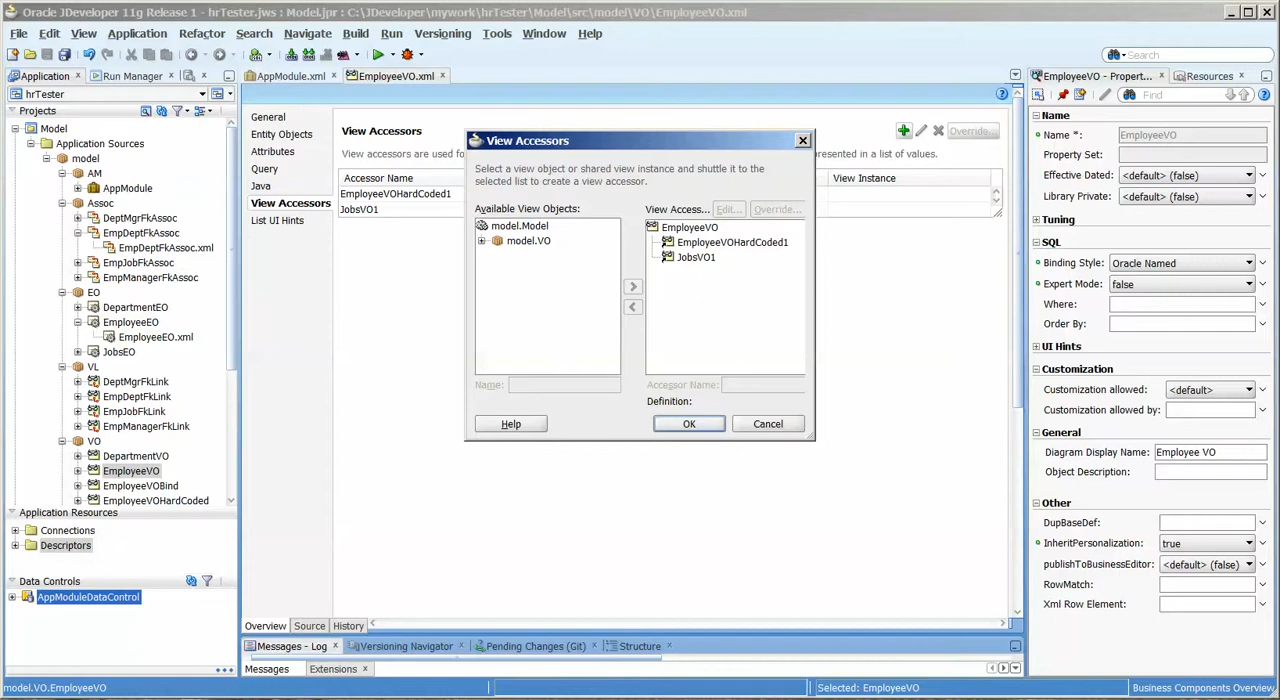 Oracle JDeveloper 11g Release 1 - hrTester.jws : Model.jpr : C:\JDeveloper\mywork\hrTester\Model\src\model\VO\EmployeeVO.xml
File Edit View Application Refactor Search Navigate Build Run Versioning Tools Window Help
Search
Application
Run Manager
hrTester
Projects
Model
Application Sources
model
AM
AppModule
Assoc
DeptMgrFkAssoc
EmpDeptFkAssoc
EmpDeptFkAssoc.xml
EmpJobFkAssoc
EmpManagerFkAssoc
EO
DepartmentEO
EmployeeEO
EmployeeEO.xml
JobsEO
VL
DeptMgrFkLink
EmpDeptFkLink
EmpJobFkLink
EmpManagerFkLink
VO
DepartmentVO
EmployeeVO
EmployeeVOBind
EmployeeVOHardCoded
Application Resources
Connections
Descriptors
Data Controls
AppModuleDataControl
AppModule.xml
EmployeeVO.xml
General
Entity Objects
Attributes
Query
Java
View Accessors
List UI Hints
View Accessors
Override...
View accessors are used fo
presented in a list of values.
Accessor Name
View Instance
EmployeeVOHardCoded1
JobsVO1
View Accessors
Select a view object or shared view instance and shuttle it to the
selected list to create a view accessor.
Available View Objects:
model.Model
model.VO
View Access...
Edit...
Override...
EmployeeVO
EmployeeVOHardCoded1
JobsVO1
Name:
Accessor Name:
Definition:
Help
OK
Cancel
Overview Source History
Messages - Log
Versioning Navigator
Pending Changes (Git)
Structure
Messages
Extensions
EmployeeVO - Propert...
Resources
Find
Name
Name *: EmployeeVO
Property Set:
Effective Dated: <default> (false)
Library Private: <default> (false)
Tuning
SQL
Binding Style: Oracle Named
Expert Mode: false
Where:
Order By:
UI Hints
Customization
Customization allowed: <default>
Customization allowed by:
General
Diagram Display Name: Employee VO
Object Description:
Other
DupBaseDef:
InheritPersonalization: true
publishToBusinessEditor: <default> (false)
RowMatch:
Xml Row Element:
model.VO.EmployeeVO
Selected: EmployeeVO
Business Components Overview